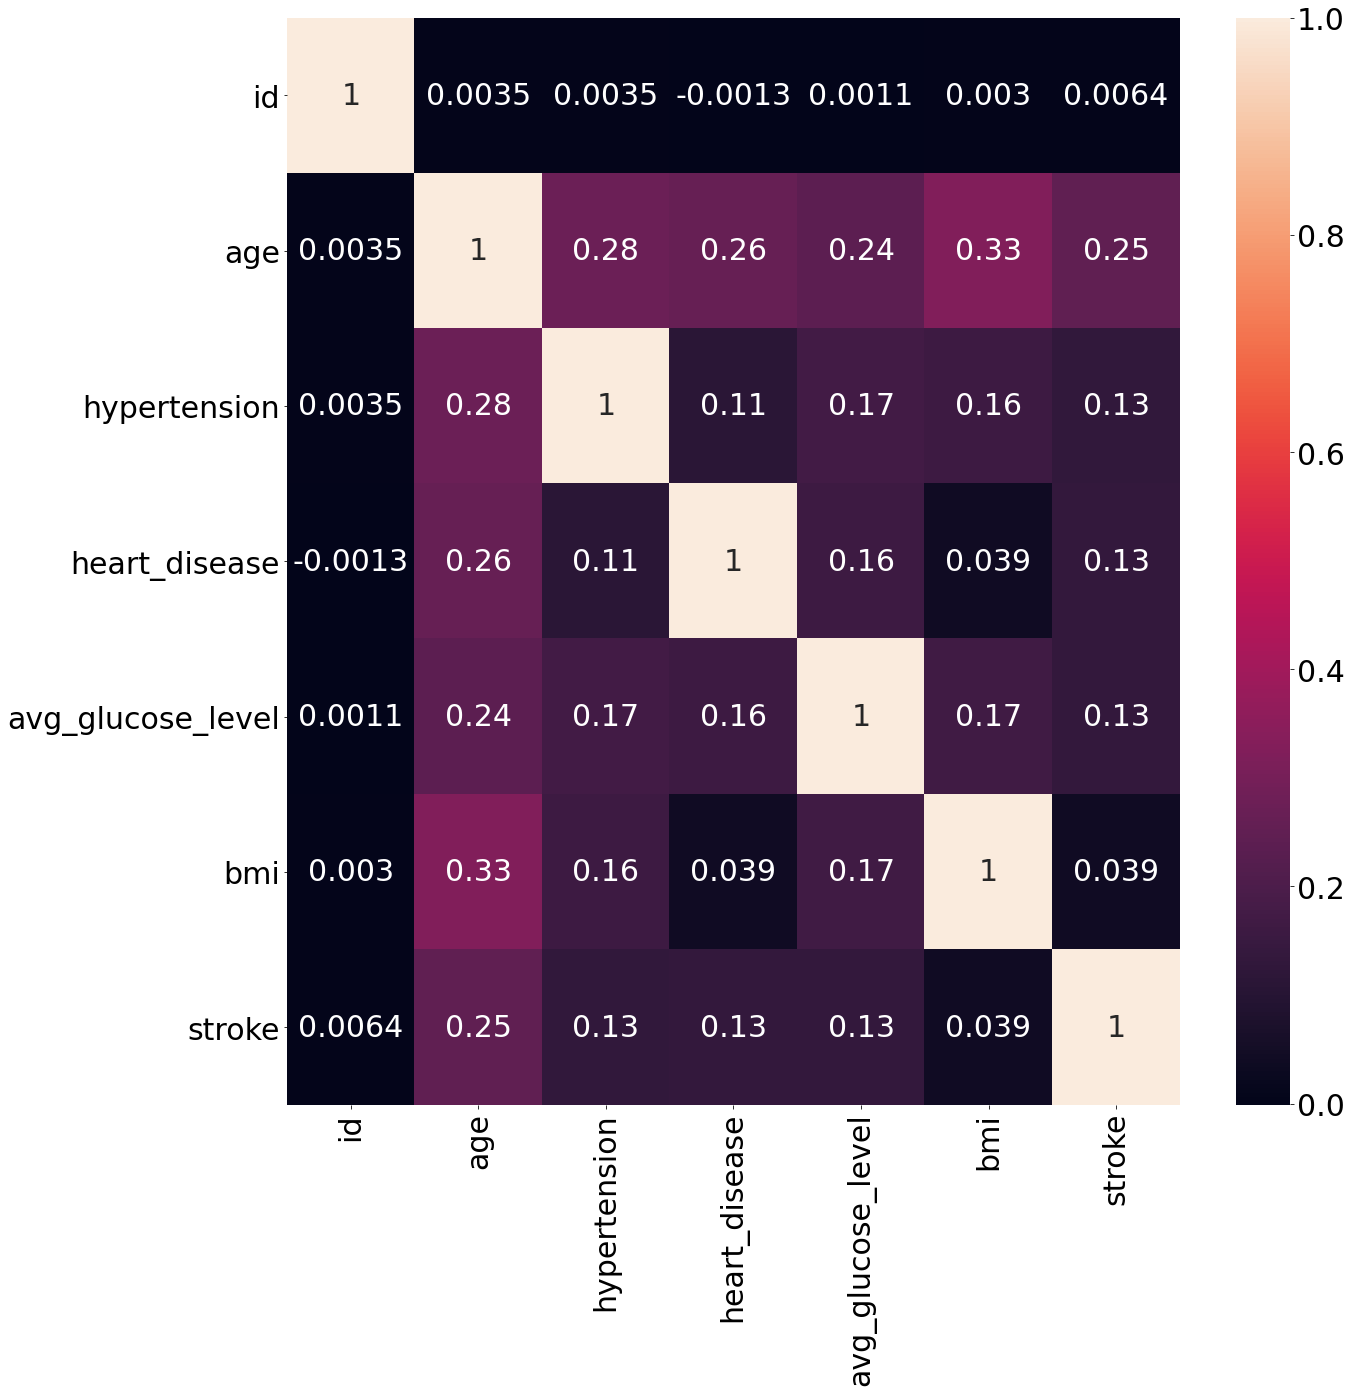 id 1 0.0035 0.0035 -0.0013 0.0011 0.003 0.0064
age 0.0035 1 0.28 0.26 0.24 0.33 0.25
hypertension 0.0035 0.28 1 0.11 0.17 0.16 0.13
heart_disease -0.0013 0.26 0.11 1 0.16 0.039 0.13
avg_glucose_level 0.0011 0.24 0.17 0.16 1 0.17 0.13
bmi 0.003 0.33 0.16 0.039 0.17 1 0.039
stroke 0.0064 0.25 0.13 0.13 0.13 0.039 1
id age hypertension heart_disease avg_glucose_level bmi stroke
1.0
0.8
0.6
0.4
0.2
0.0